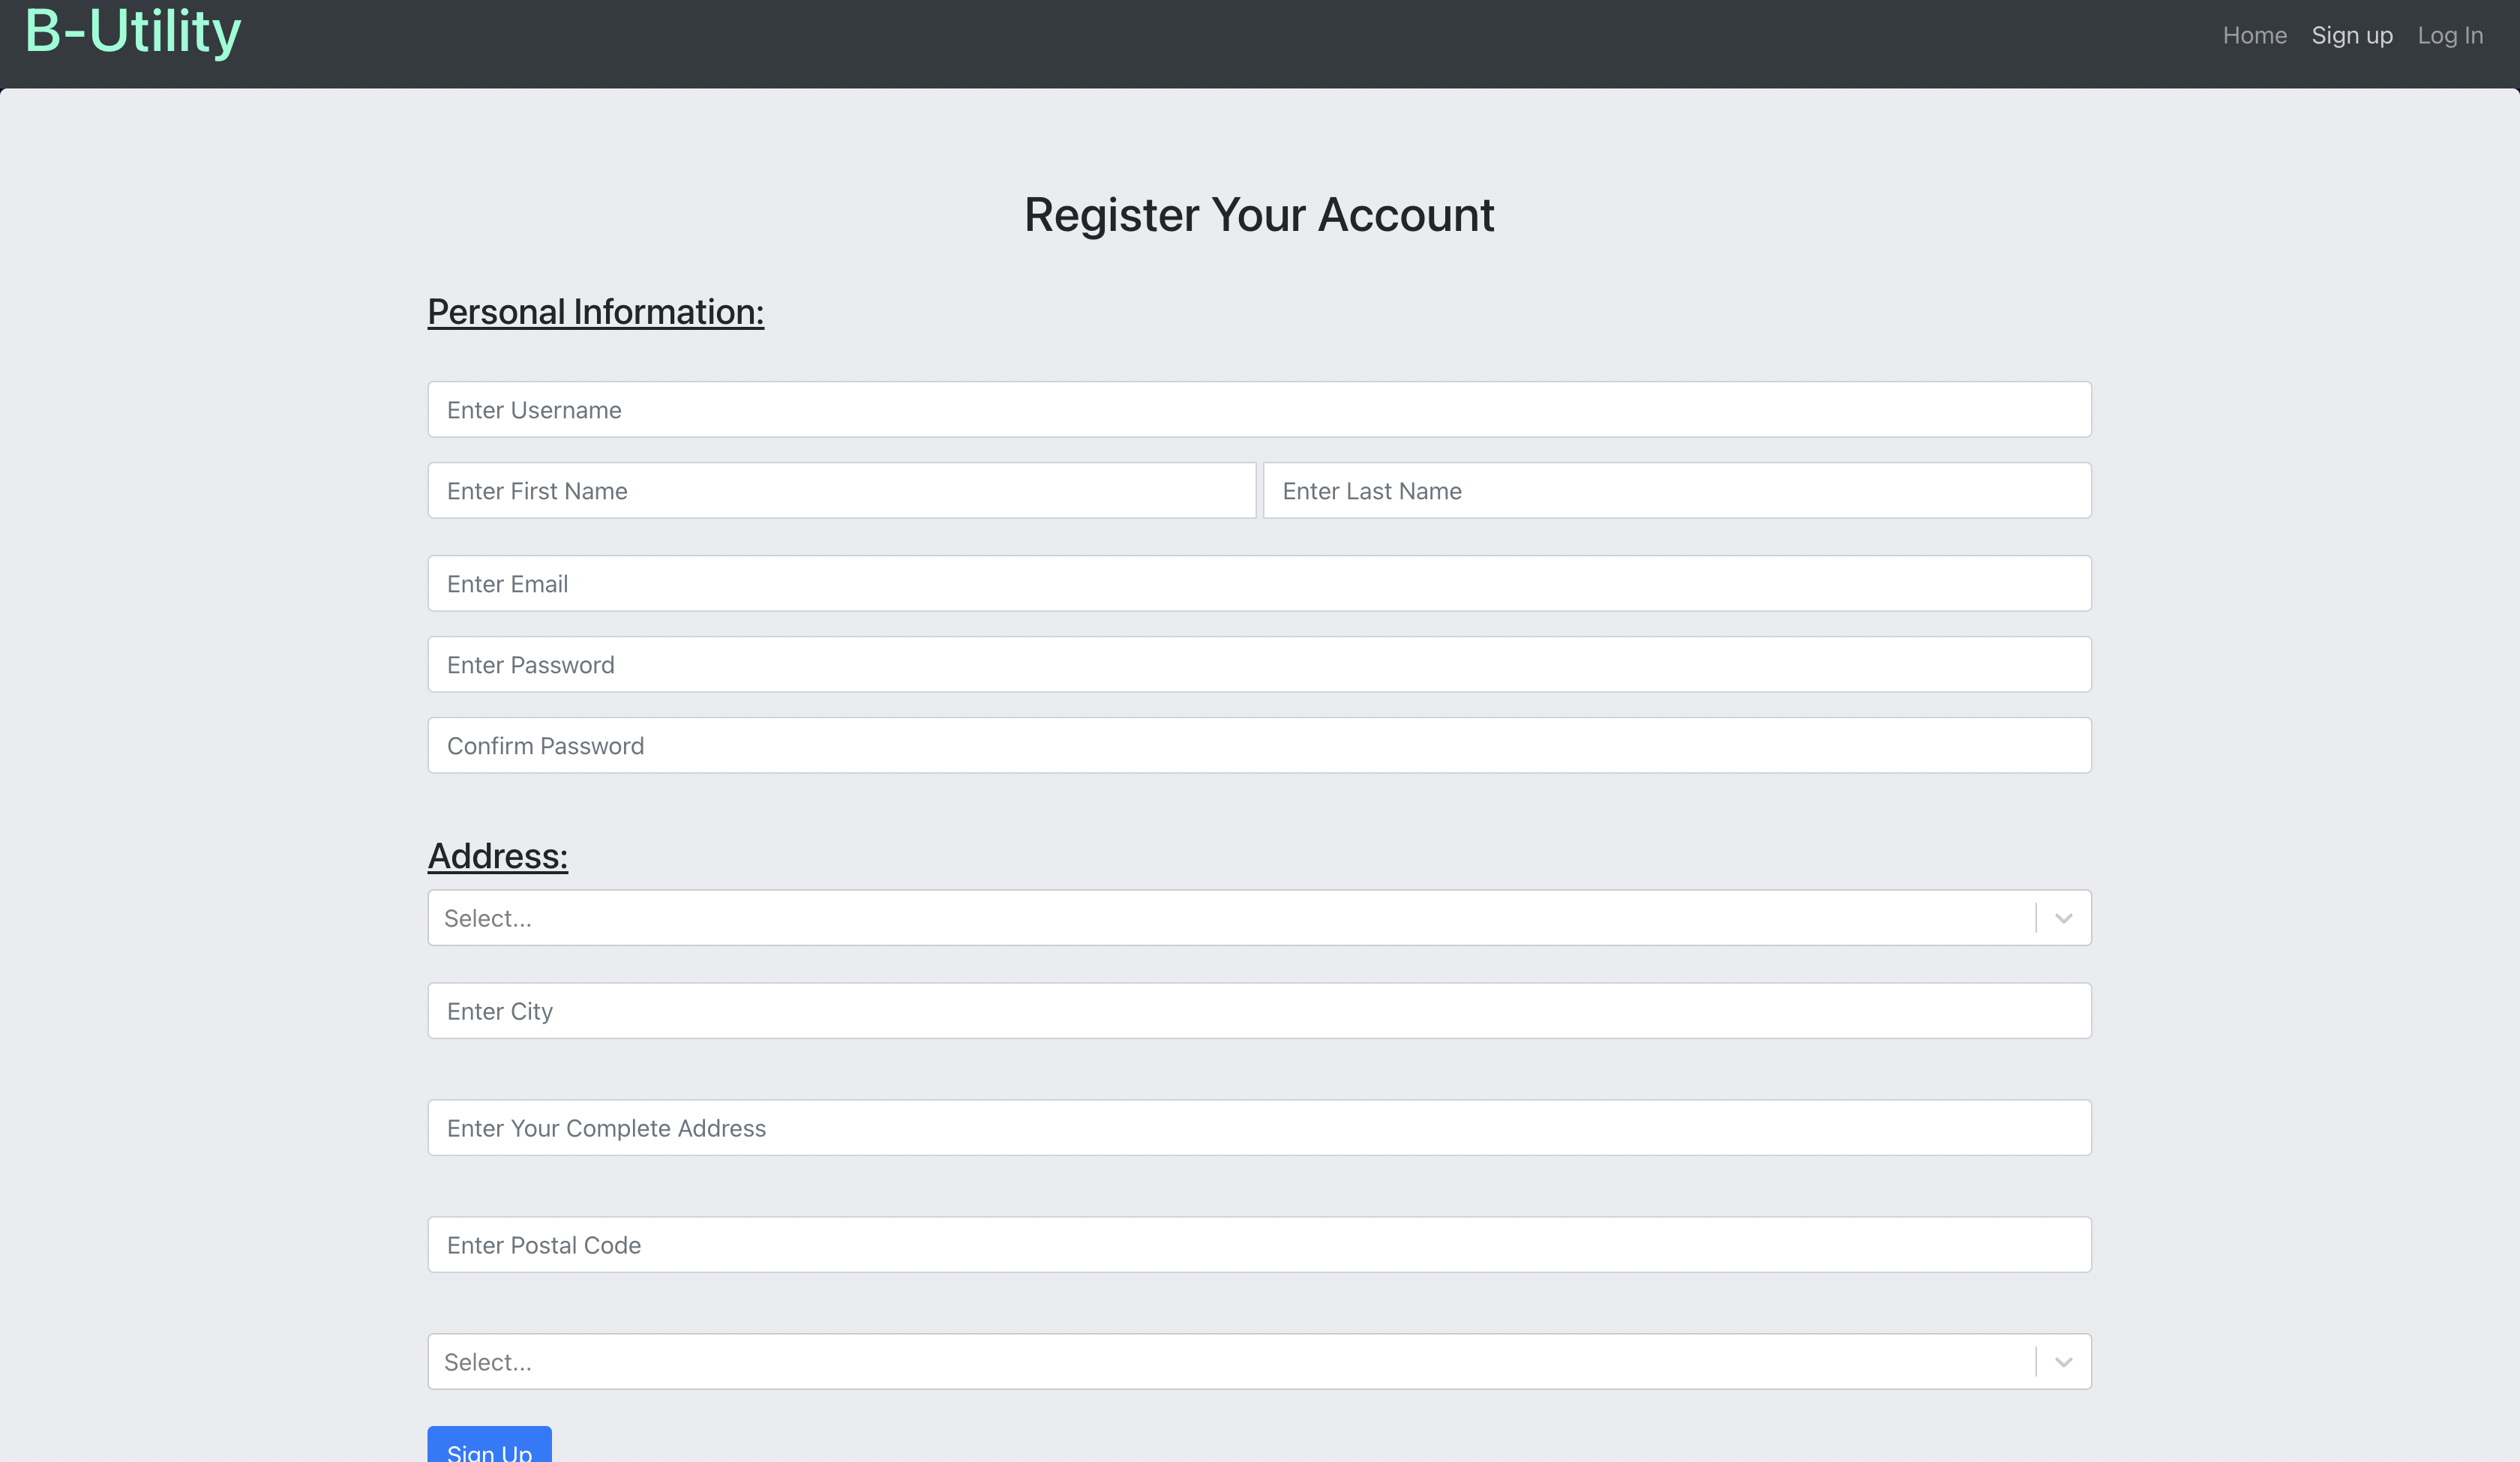 B-Utility
Home Sign up Log In
Register Your Account
Personal Information:
Enter Username
Enter First Name Enter Last Name
Enter Email
Enter Password
Confirm Password
Address:
Select...
Enter City
Enter Your Complete Address
Enter Postal Code
Select...
Sign Up